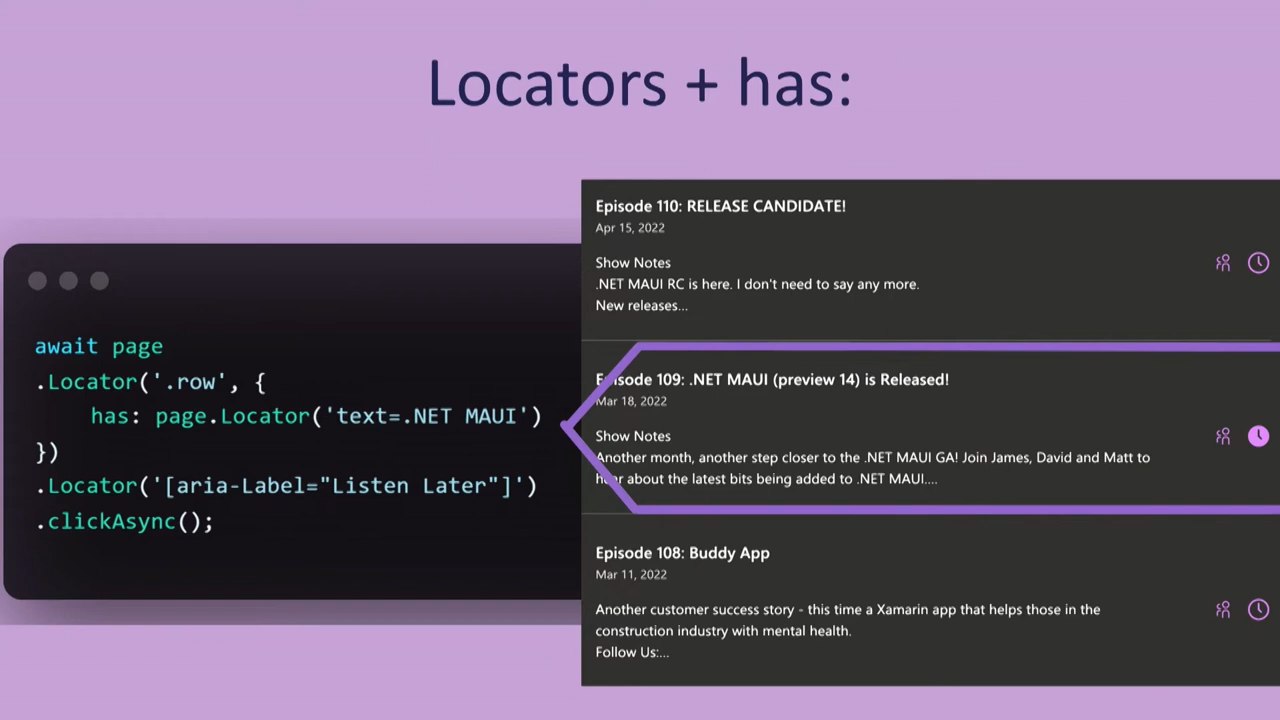 Locators + has:
await page
.Locator('.row', {
has: page.Locator('text=.NET MAUI')
})
.Locator('[aria-Label="Listen Later"]')
.clickAsync();
Episode 110: RELEASE CANDIDATE!
Apr 15, 2022
Show Notes
.NET MAUI RC is here. I don't need to say any more.
New releases...
Episode 109: .NET MAUI (preview 14) is Released!
Mar 18, 2022
Show Notes
Another month, another step closer to the .NET MAUI GA! Join James, David and Matt to
hear about the latest bits being added to .NET MAUI....
Episode 108: Buddy App
Mar 11, 2022
Another customer success story - this time a Xamarin app that helps those in the
construction industry with mental health.
Follow Us:...